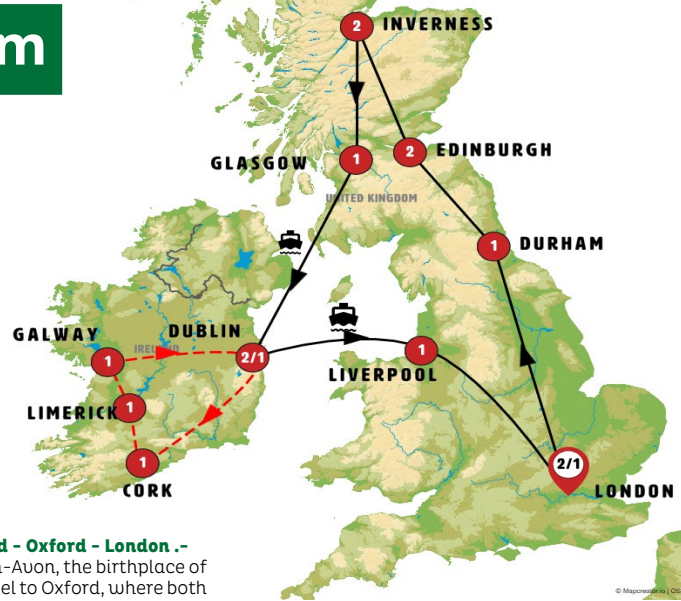 m
2
INVERNESS
GLASGOW
1
2
EDINBURGH
UNITED KINGDOM
1
DURHAM
GALWAY
DUBLIN
1
IRELAND
2/1
1
LIVERPOOL
LIMERICK
1
1
CORK
2/1
LONDON
d - Oxford - London .-
-Avon, the birthplace of
el to Oxford, where both
© Mapcreator.io | OS